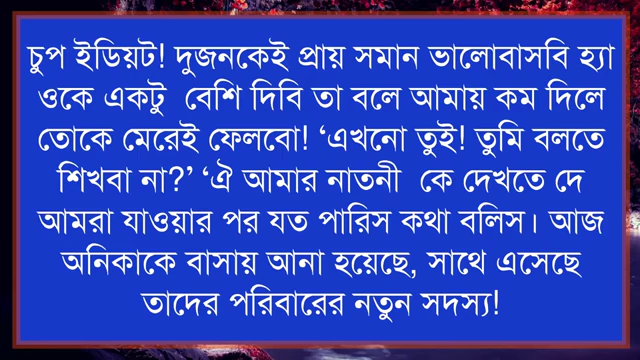 চুপ ইডিয়ট! দুজনকেই প্রায় সমান ভালোবাসবি হ্যা
ওকে একটু বেশি দিবি তা বলে আমায় কম দিলে
তোকে মেরেই ফেলবো! ‘এখনো তুই! তুমি বলতে
শিখবা না?’ ‘ঐ আমার নাতনী কে দেখতে দে
আমরা যাওয়ার পর যত পারিস কথা বলিস। আজ
অনিকাকে বাসায় আনা হয়েছে, সাথে এসেছে
তাদের পরিবারের নতুন সদস্য!